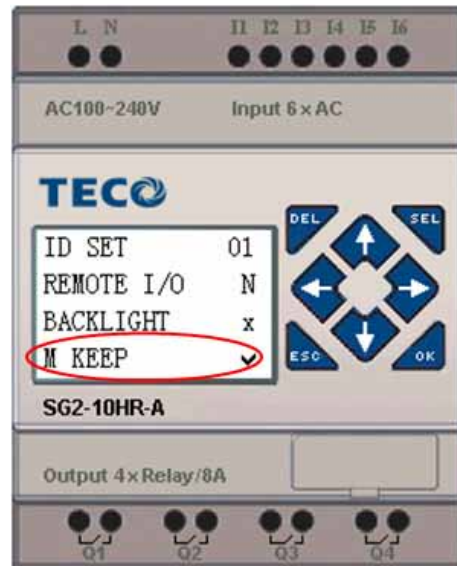 L N I1 I2 I3 I4 I5 I6
AC100~240V Input 6×AC
TECO
DEL SEL
ID SET 01
REMOTE I/O N
BACKLIGHT x
M KEEP ✓
ESC OK
SG2-10HR-A
Output 4×Relay/8A
Q1 Q2 Q3 Q4